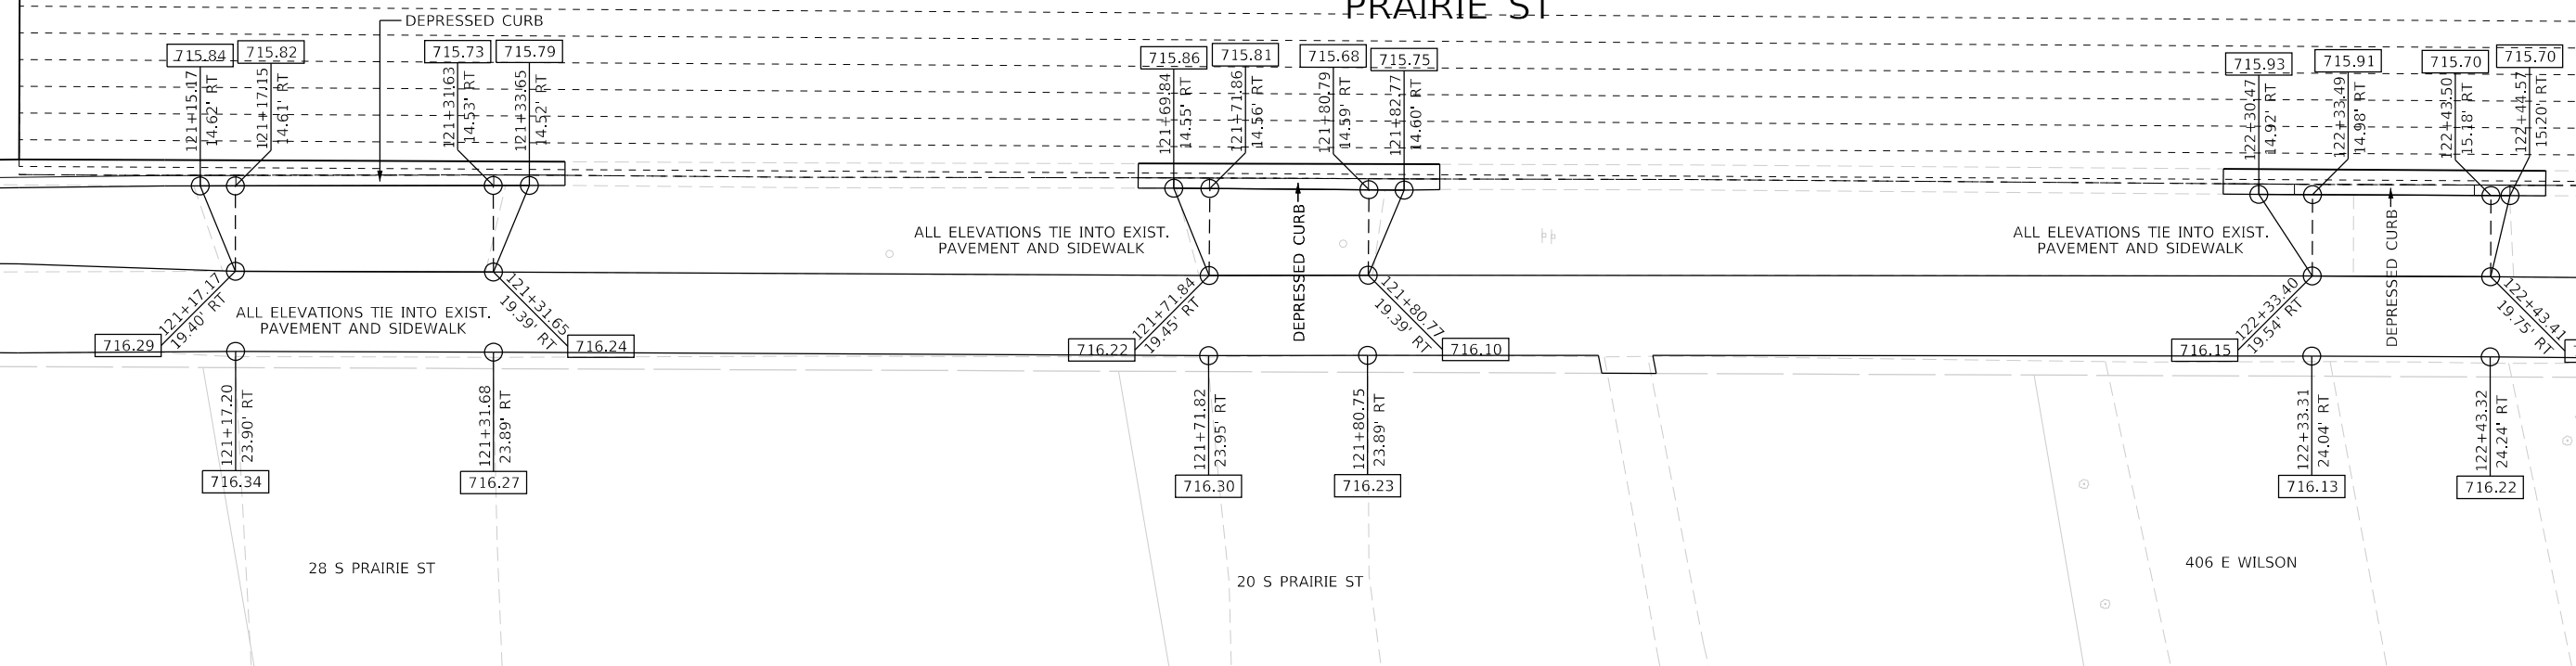 PRAIRIE ST
DEPRESSED CURB
715.84
715.82
715.73
715.79
715.86
715.81
715.68
715.75
715.93
715.91
715.70
715.70
121+15.17
14.62' RT
121+17.15
14.61' RT
121+31.63
14.53' RT
121+33.65
14.52' RT
121+69.84
14.55' RT
121+71.86
14.56' RT
121+80.79
14.59' RT
121+82.77
14.60' RT
122+30.47
14.92' RT
122+33.49
14.98' RT
122+43.50
15.18' RT
122+44.57
15.20' RT
ALL ELEVATIONS TIE INTO EXIST.
PAVEMENT AND SIDEWALK
DEPRESSED CURB
ALL ELEVATIONS TIE INTO EXIST.
PAVEMENT AND SIDEWALK
DEPRESSED CURB
121+17.17
19.40' RT
716.29
ALL ELEVATIONS TIE INTO EXIST.
PAVEMENT AND SIDEWALK
121+31.65
19.39' RT
716.24
121+71.84
19.45' RT
716.22
121+80.77
19.39' RT
716.10
122+33.40
19.54' RT
716.15
122+43.47
19.75' RT
121+17.20
23.90' RT
716.34
121+31.68
23.89' RT
716.27
121+71.82
23.95' RT
716.30
121+80.75
23.89' RT
716.23
122+33.31
24.04' RT
716.13
122+43.32
24.24' RT
716.22
28 S PRAIRIE ST
20 S PRAIRIE ST
406 E WILSON